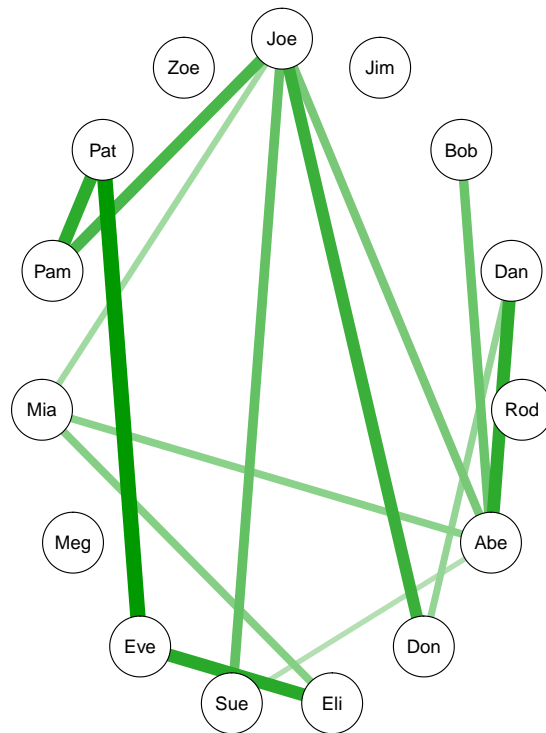 Joe
Zoe
Jim
Pat
Bob
Pam
Dan
Mia
Rod
Meg
Abe
Eve
Don
Sue
Eli